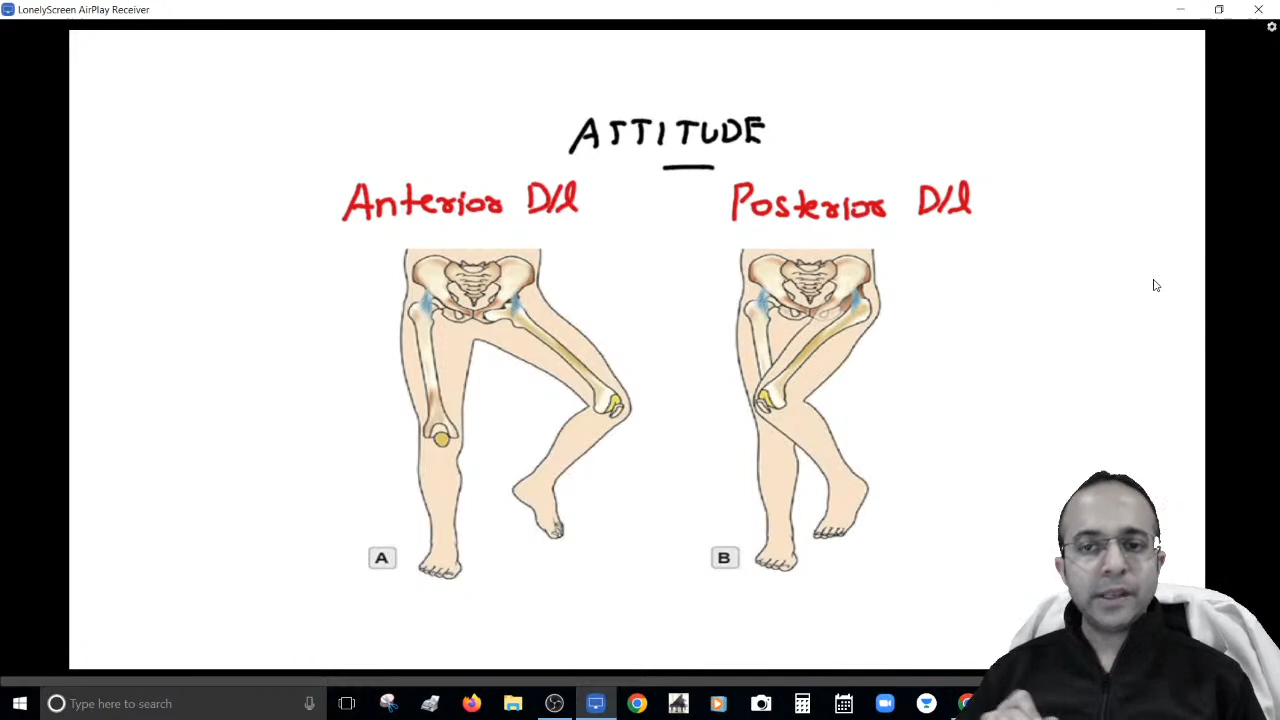 LonelyScreen AirPlay Receiver
ATTITUDE
Anterior D/l
Posterior D/l
A
B
Type here to search